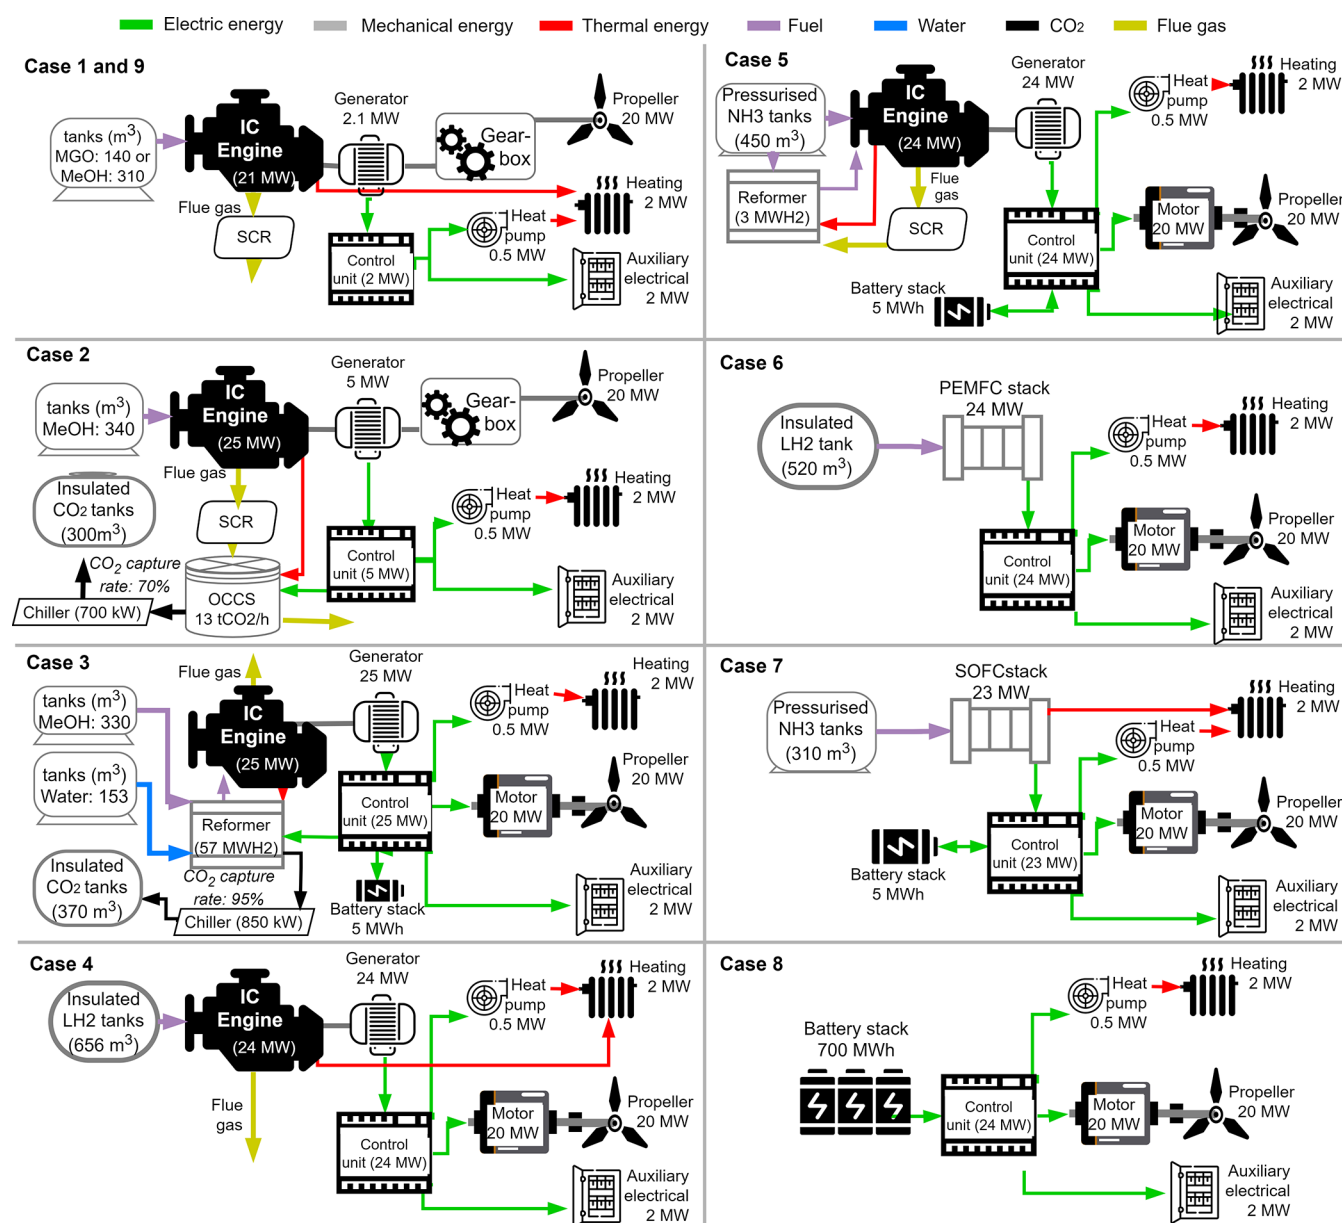 Electric energy
Mechanical energy
Thermal energy
Fuel
Water
CO₂
Flue gas
Case 1 and 9
tanks (m³)
MGO: 140 or
MeOH: 310
IC
Engine
(21 MW)
Generator
2.1 MW
Gear-
box
Propeller
20 MW
Flue gas
SCR
Control
unit (2 MW)
Heat
pump
0.5 MW
Heating
2 MW
Auxiliary
electrical
2 MW
Case 2
tanks (m³)
MeOH: 340
IC
Engine
(25 MW)
Generator
5 MW
Gear-
box
Propeller
20 MW
Flue gas
Insulated
CO₂ tanks
(300m³)
SCR
CO₂ capture
rate: 70%
Chiller (700 kW)
OCCS
13 tCO2/h
Control
unit (5 MW)
Heat
pump
0.5 MW
Heating
2 MW
Auxiliary
electrical
2 MW
Case 3
Flue gas
tanks (m³)
MeOH: 330
tanks (m³)
Water: 153
IC
Engine
(25 MW)
Generator
25 MW
Reformer
(57 MWH2)
Insulated
CO₂ tanks
(370 m³)
CO₂ capture
rate: 95%
Chiller (850 kW)
Control
unit (25 MW)
Battery stack
5 MWh
Heat
pump
0.5 MW
Heating
2 MW
Motor
20 MW
Propeller
20 MW
Auxiliary
electrical
2 MW
Case 4
Insulated
LH2 tanks
(656 m³)
IC
Engine
(24 MW)
Flue
gas
Generator
24 MW
Control
unit (24 MW)
Heat
pump
0.5 MW
Heating
2 MW
Motor
20 MW
Propeller
20 MW
Auxiliary
electrical
2 MW
Case 5
Pressurised
NH3 tanks
(450 m³)
Reformer
(3 MWH2)
IC
Engine
(24 MW)
Flue
gas
SCR
Generator
24 MW
Control
unit (24 MW)
Battery stack
5 MWh
Heat
pump
0.5 MW
Heating
2 MW
Motor
20 MW
Propeller
20 MW
Auxiliary
electrical
2 MW
Case 6
Insulated
LH2 tank
(520 m³)
PEMFC stack
24 MW
Control
unit (24 MW)
Heat
pump
0.5 MW
Heating
2 MW
Motor
20 MW
Propeller
20 MW
Auxiliary
electrical
2 MW
Case 7
Pressurised
NH3 tanks
(310 m³)
SOFCstack
23 MW
Control
unit (23 MW)
Battery stack
5 MWh
Heat
pump
0.5 MW
Heating
2 MW
Motor
20 MW
Propeller
20 MW
Auxiliary
electrical
2 MW
Case 8
Battery stack
700 MWh
Control
unit (24 MW)
Heat
pump
0.5 MW
Heating
2 MW
Motor
20 MW
Propeller
20 MW
Auxiliary
electrical
2 MW